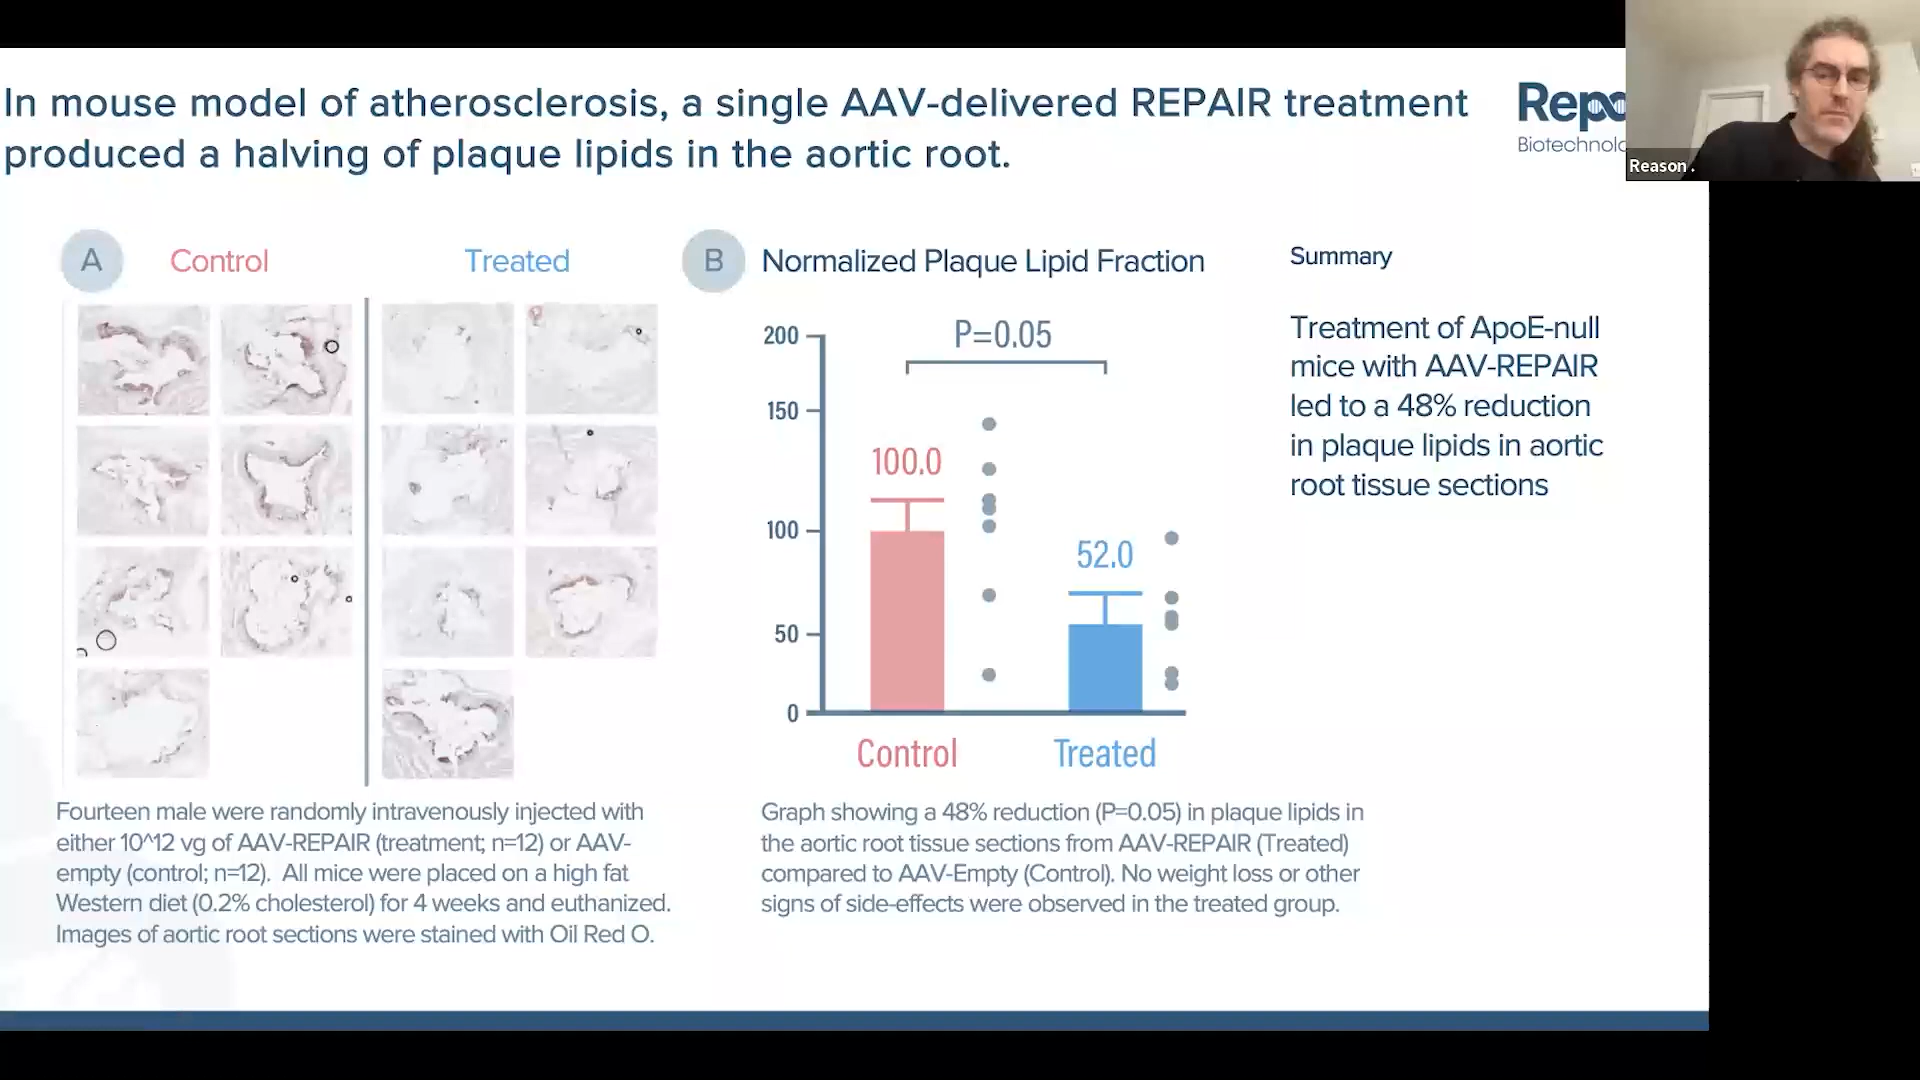 In mouse model of atherosclerosis, a single AAV-delivered REPAIR treatment
produced a halving of plaque lipids in the aortic root.
Reason .
A
Control
Treated
B
Normalized Plaque Lipid Fraction
200
150
100
50
0
P=0.05
100.0
52.0
Control
Treated
Summary
Treatment of ApoE-null
mice with AAV-REPAIR
led to a 48% reduction
in plaque lipids in aortic
root tissue sections
Fourteen male were randomly intravenously injected with
either 10^12 vg of AAV-REPAIR (treatment; n=12) or AAV-
empty (control; n=12). All mice were placed on a high fat
Western diet (0.2% cholesterol) for 4 weeks and euthanized.
Images of aortic root sections were stained with Oil Red O.
Graph showing a 48% reduction (P=0.05) in plaque lipids in
the aortic root tissue sections from AAV-REPAIR (Treated)
compared to AAV-Empty (Control). No weight loss or other
signs of side-effects were observed in the treated group.